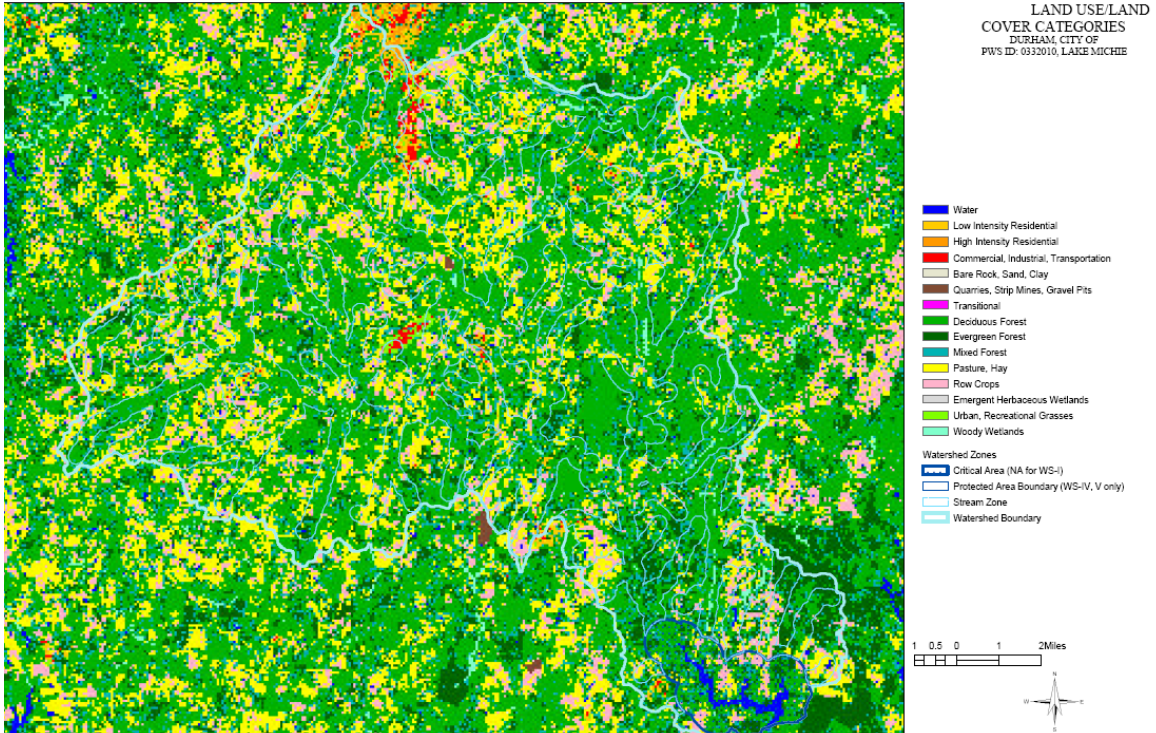 LAND USE/LAND
COVER CATEGORIES
DURHAM, CITY OF
PWS ID: 0332010, LAKE MICHIE
Water
Low Intensity Residential
High Intensity Residential
Commercial, Industrial, Transportation
Bare Rock, Sand, Clay
Quarries, Strip Mines, Gravel Pits
Transitional
Deciduous Forest
Evergreen Forest
Mixed Forest
Pasture, Hay
Row Crops
Emergent Herbaceous Wetlands
Urban, Recreational Grasses
Woody Wetlands
Watershed Zones
Critical Area (NA for WS-I)
Protected Area Boundary (WS-IV, V only)
Stream Zone
Watershed Boundary
1 0.5 0 1 2Miles
N
W E
S